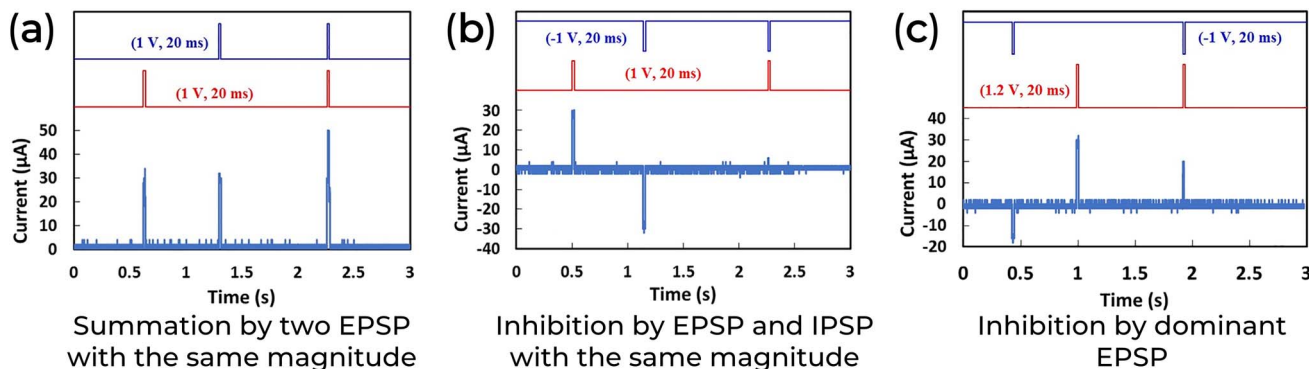 (a)
(1 V, 20 ms)
(1 V, 20 ms)
Current (µA)
50
40
30
20
10
0
0 0.5 1 1.5 2 2.5 3
Time (s)
Summation by two EPSP
with the same magnitude
(b)
(-1 V, 20 ms)
(1 V, 20 ms)
Current (µA)
30
20
10
0
-10
-20
-30
-40
0 0.5 1 1.5 2 2.5 3
Time (s)
Inhibition by EPSP and IPSP
with the same magnitude
(c)
(-1 V, 20 ms)
(1.2 V, 20 ms)
Current (µA)
40
30
20
10
0
-10
-20
0 0.5 1 1.5 2 2.5 3
Time (s)
Inhibition by dominant
EPSP